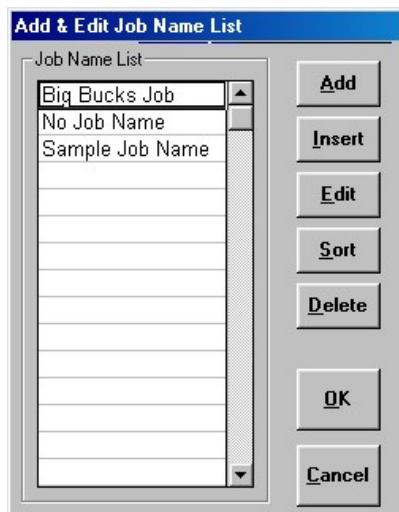 Add & Edit Job Name List
Job Name List
Big Bucks Job
No Job Name
Sample Job Name
Add
Insert
Edit
Sort
Delete
OK
Cancel